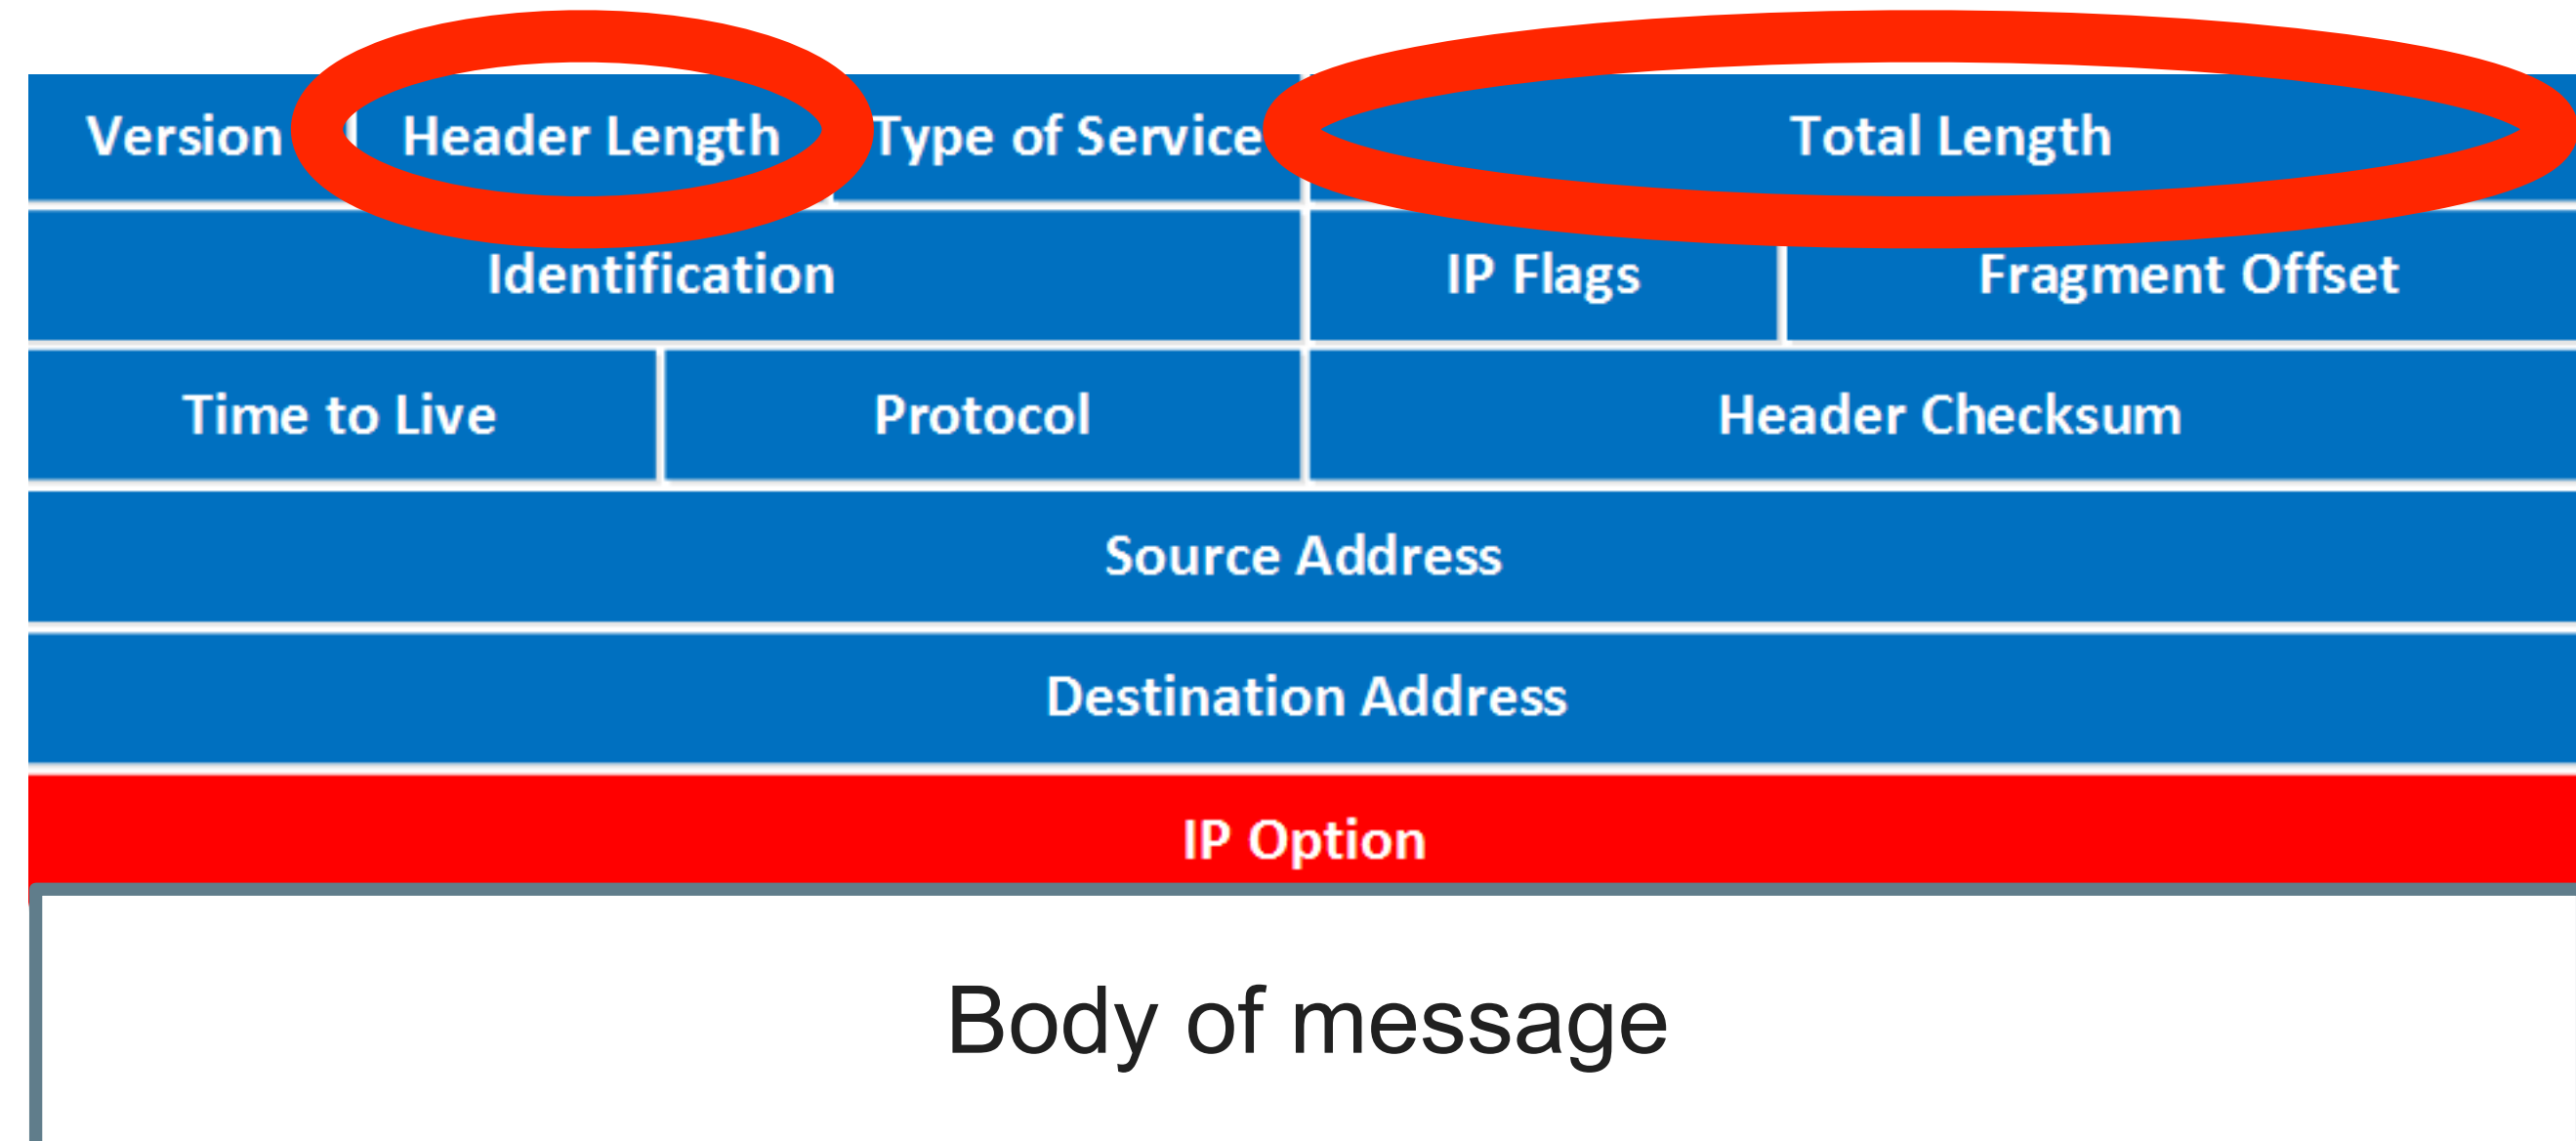 Version Header Length Type of Service Total Length
Identification IP Flags Fragment Offset
Time to Live Protocol Header Checksum
Source Address
Destination Address
IP Option
Body of message